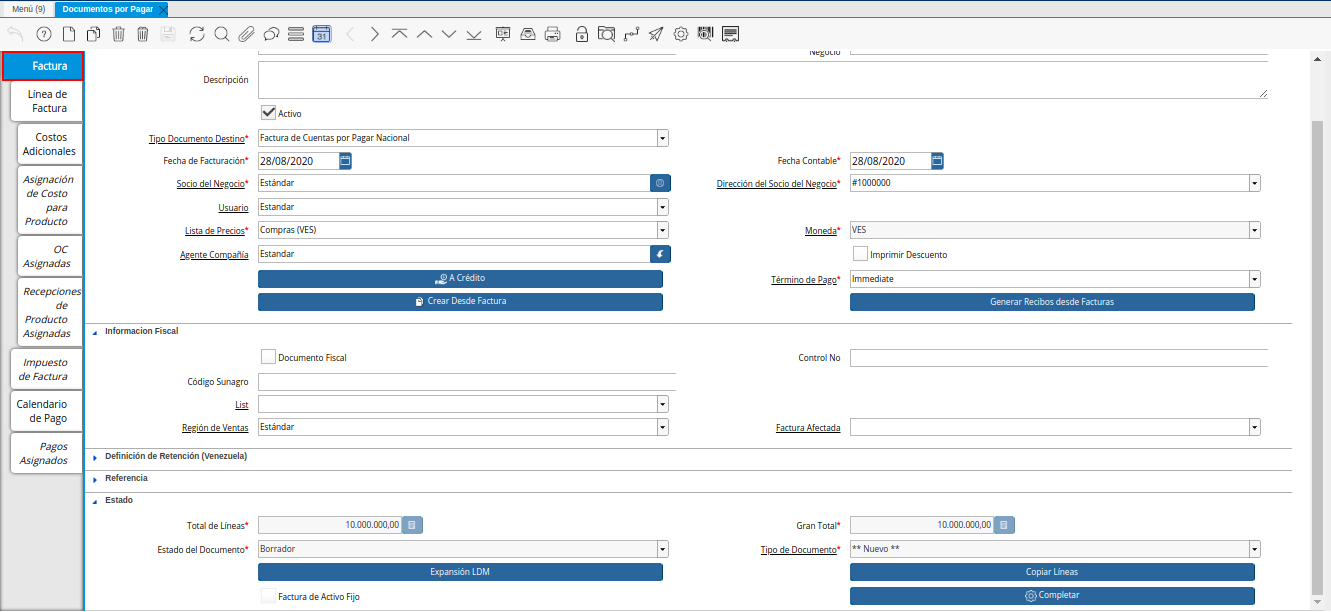 Menú (9) Documentos por Pagar
31
Factura
Línea de
Factura
Costos
Adicionales
Asignación
de Costo
para
Producto
OC
Asignadas
Recepciones
de
Producto
Asignadas
Impuesto
de Factura
Calendario
de Pago
Pagos
Asignados
Negocio
Descripción
Activo
Tipo Documento Destino* Factura de Cuentas por Pagar Nacional
Fecha de Facturación* 28/08/2020 Fecha Contable* 28/08/2020
Socio del Negocio* Estándar Dirección del Socio del Negocio* #1000000
Usuario Estandar
Lista de Precios* Compras (VES) Moneda* VES
Agente Compañía Estandar Imprimir Descuento
A Crédito Término de Pago* Immediate
Crear Desde Factura Generar Recibos desde Facturas
Informacion Fiscal
Documento Fiscal Control No
Código Sunagro
List
Región de Ventas Estándar Factura Afectada
Definición de Retención (Venezuela)
Referencia
Estado
Total de Líneas* 10.000.000,00 Gran Total* 10.000.000,00
Estado del Documento* Borrador Tipo de Documento* ** Nuevo **
Expansión LDM Copiar Líneas
Factura de Activo Fijo Completar